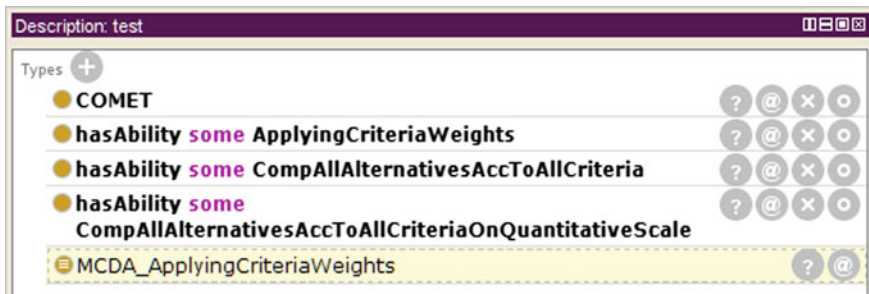 Description: test
Types
COMET
hasAbility some ApplyingCriteriaWeights
hasAbility some CompAllAlternativesAccToAllCriteria
hasAbility some
CompAllAlternativesAccToAllCriteriaOnQuantitativeScale
MCDA_ApplyingCriteriaWeights